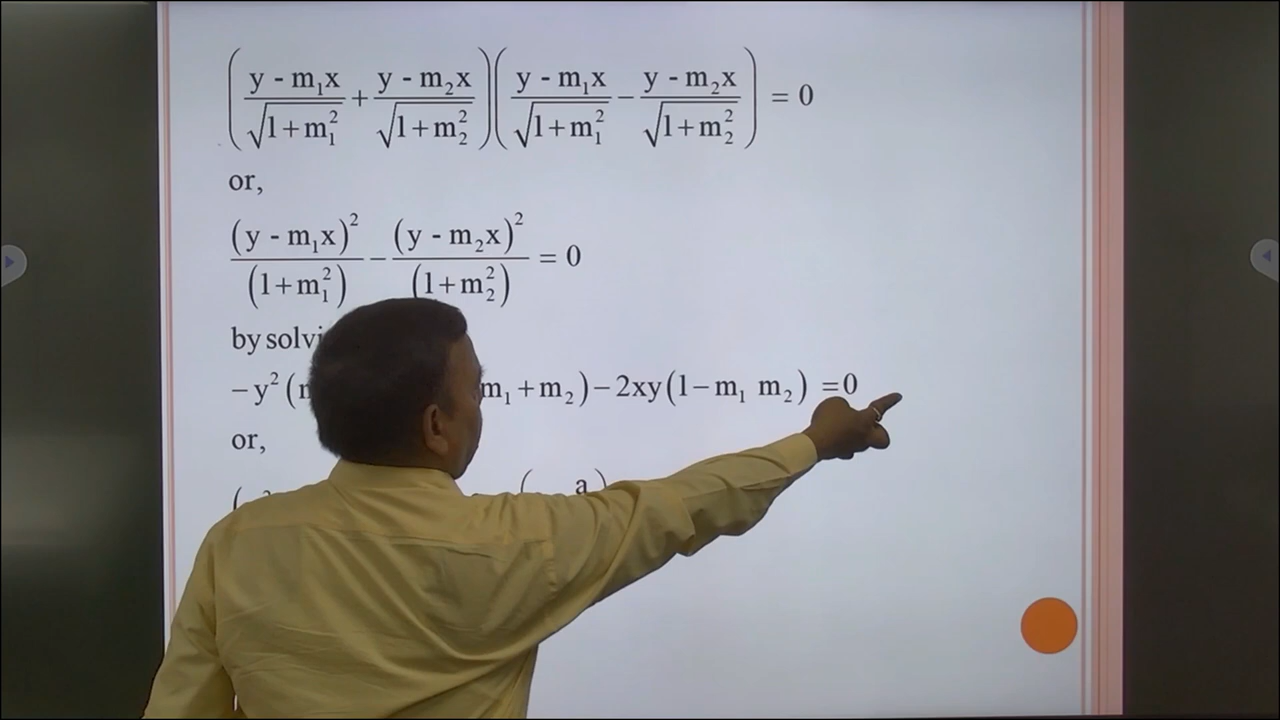 ( (y - m₁x)/√(1+m₁²) + (y - m₂x)/√(1+m₂²) ) ( (y - m₁x)/√(1+m₁²) − (y - m₂x)/√(1+m₂²) ) = 0
or,
(y - m₁x)²/(1+m₁²) − (y - m₂x)²/(1+m₂²) = 0
by
−y²( m₁+m₂)−2xy(1−m₁ m₂) =0
or,
a